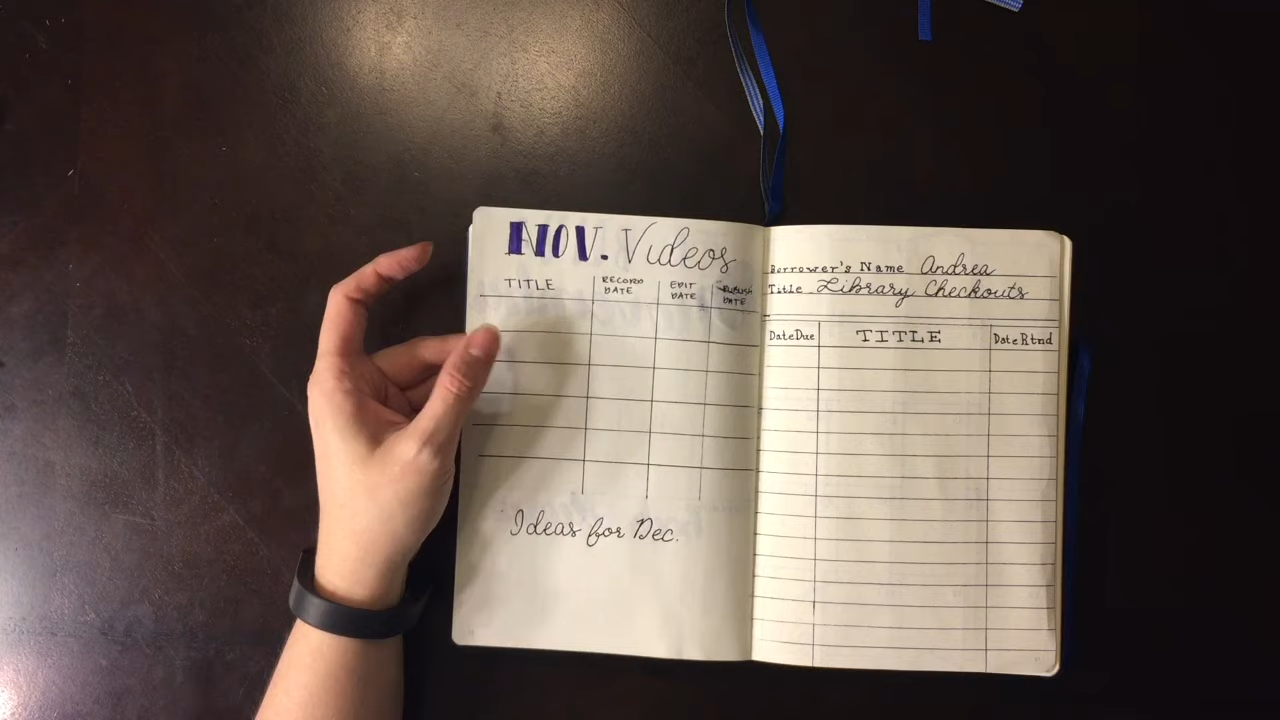 NOV. Videos
TITLE RECORD DATE EDIT DATE PUBLISH DATE
Ideas for Dec.
Borrower's Name Andrea
Title Library Checkouts
Date Due TITLE Date Rtnd